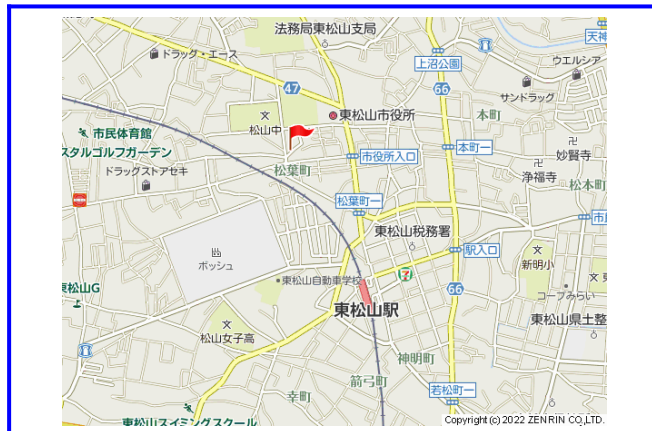 法務局東松山支局
天神
ドラッグ・エース
上沼公園
ウエルシア
47
66
サンドラッグ
東松山市役所
本町
松山中
市民体育館
市役所入口
本町一
妙賢寺
スタルゴルフガーデン
ドラッグストアセキ
松葉町
浄福寺
松本町
松葉町一
東松山税務署
市
駅入口
ボッシュ
新明小
東松山自動車学校
66
東松山G
コープみらい
東松山駅
松山女子高
東松山県土整
神明町
箭弓町
幸町
若松町一
東松山スイミングスクール
Copyright (c) 2022 ZENRIN CO.,LTD.